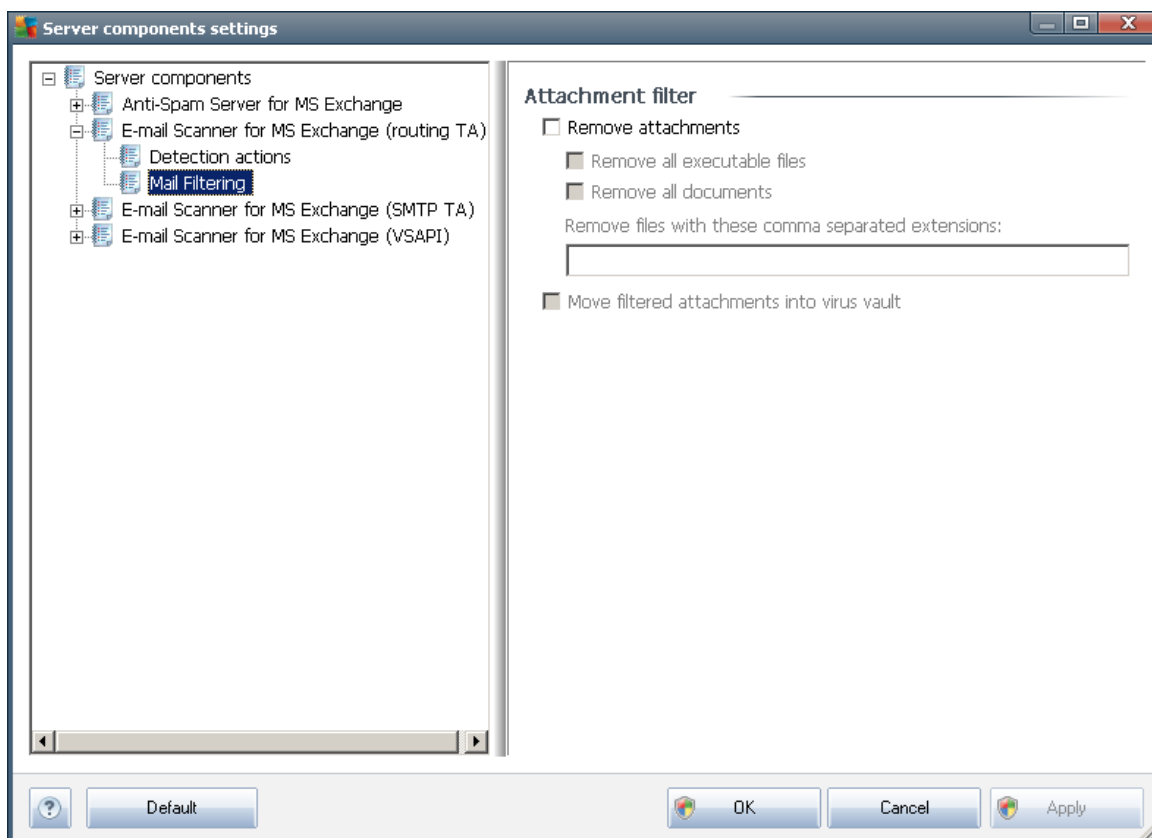 Server components settings
Server components
Anti-Spam Server for MS Exchange
E-mail Scanner for MS Exchange (routing TA)
Detection actions
Mail Filtering
E-mail Scanner for MS Exchange (SMTP TA)
E-mail Scanner for MS Exchange (VSAPI)
Attachment filter
Remove attachments
Remove all executable files
Remove all documents
Remove files with these comma separated extensions:
Move filtered attachments into virus vault
?
Default
OK
Cancel
Apply